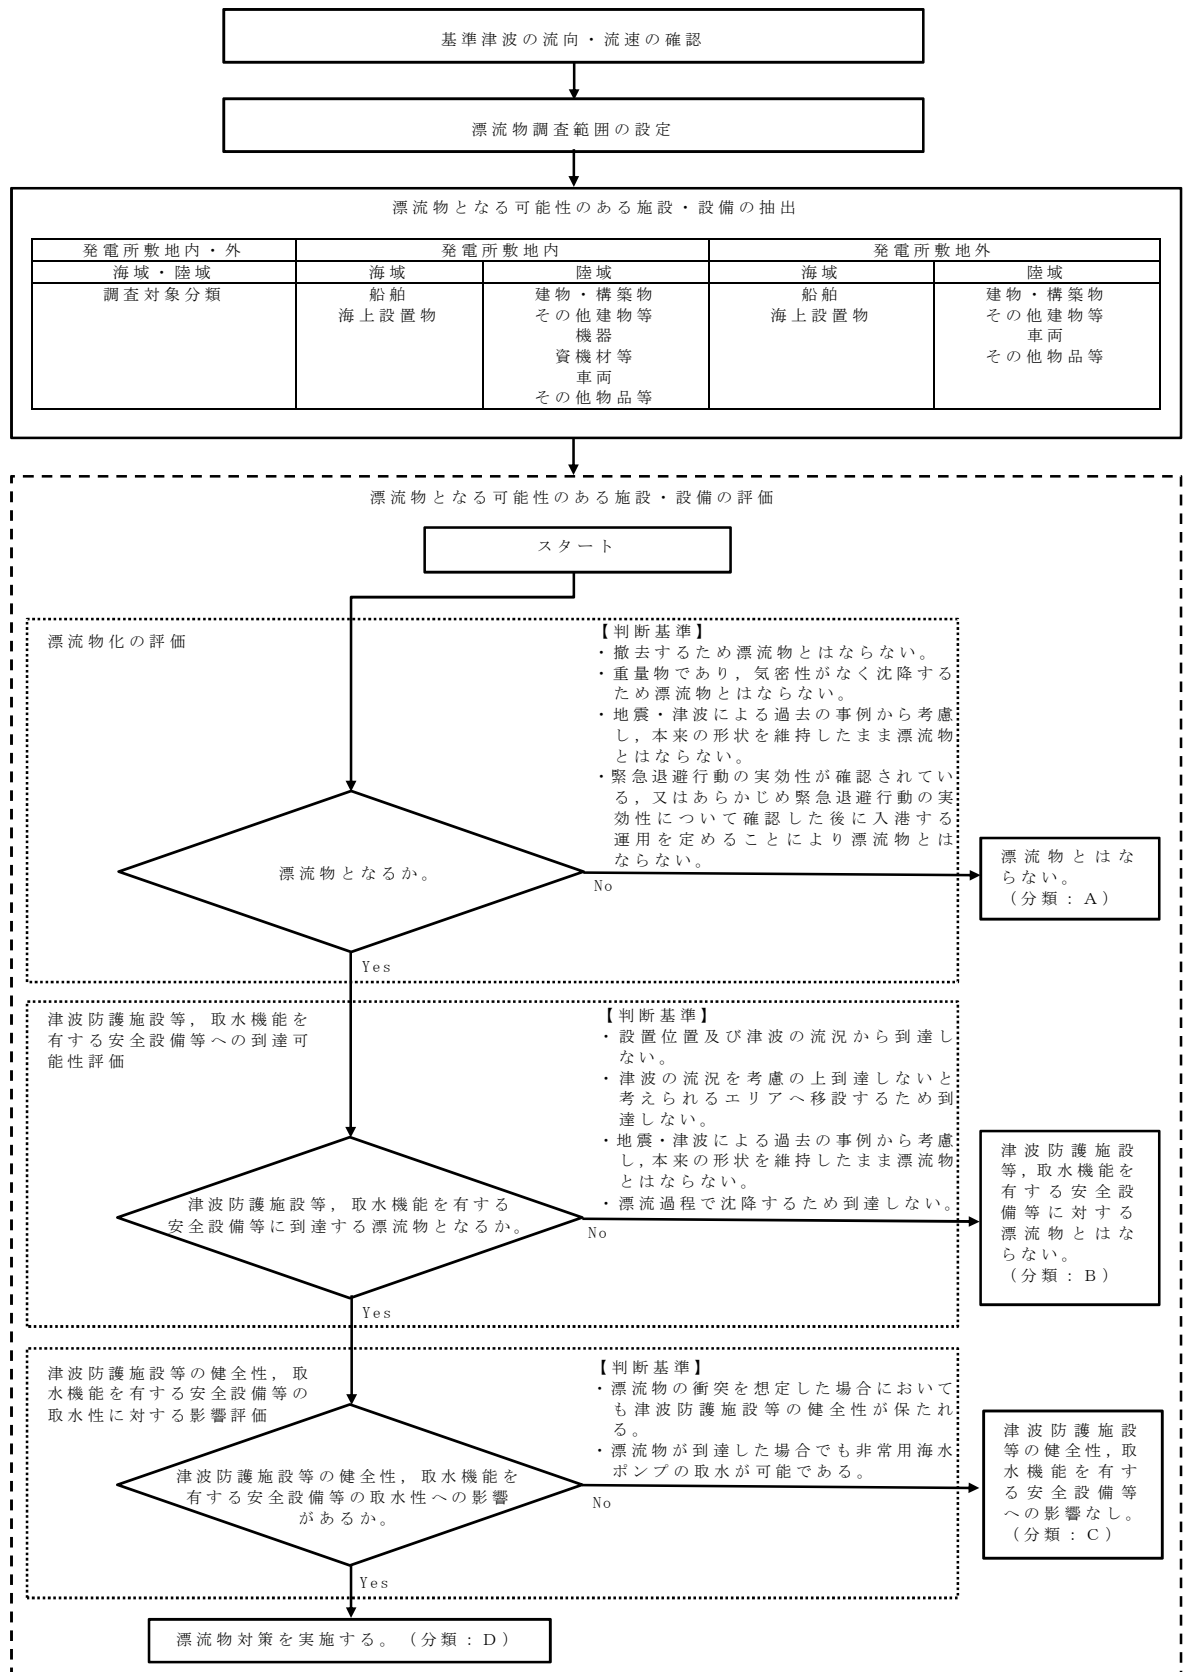 基準津波の流向・流速の確認
漂流物調査範囲の設定
漂流物となる可能性のある施設・設備の抽出
発電所敷地内・外 発電所敷地内 発電所敷地外
海域・陸域 海域 陸域 海域 陸域
調査対象分類 船舶 建物・構築物 船舶 建物・構築物
海上設置物 その他建物等 海上設置物 その他建物等
機器 車両
資機材等 その他物品等
車両
その他物品等
漂流物となる可能性のある施設・設備の評価
スタート
漂流物化の評価
【判断基準】
・撤去するため漂流物とはならない。
・重量物であり,気密性がなく沈降する
ため漂流物とはならない。
・地震・津波による過去の事例から考慮
し,本来の形状を維持したまま漂流物
とはならない。
・緊急退避行動の実効性が確認されてい
る,又はあらかじめ緊急退避行動の実
効性について確認した後に入港する
運用を定めることにより漂流物とは
ならない。
漂流物となるか。
No
漂流物とはな
らない。
(分類:A)
Yes
津波防護施設等,取水機能を
有する安全設備等への到達可
能性評価
【判断基準】
・設置位置及び津波の流況から到達し
ない。
・津波の流況を考慮の上到達しないと
考えられるエリアへ移設するため到
達しない。
・地震・津波による過去の事例から考慮
し,本来の形状を維持したまま漂流物
とはならない。
・漂流過程で沈降するため到達しない。
津波防護施設等,取水機能を有する
安全設備等に到達する漂流物となるか。
No
津波防護施設
等,取水機能を
有する安全設
備等に対する
漂流物とはな
らない。
(分類:B)
Yes
津波防護施設等の健全性,取
水機能を有する安全設備等の
取水性に対する影響評価
【判断基準】
・漂流物の衝突を想定した場合において
も津波防護施設等の健全性が保たれ
る。
・漂流物が到達した場合でも非常用海水
ポンプの取水が可能である。
津波防護施設等の健全性,取水機能を
有する安全設備等の取水性への影響
があるか。
No
津波防護施設
等の健全性,取
水機能を有す
る安全設備等
への影響なし。
(分類:C)
Yes
漂流物対策を実施する。(分類:D)